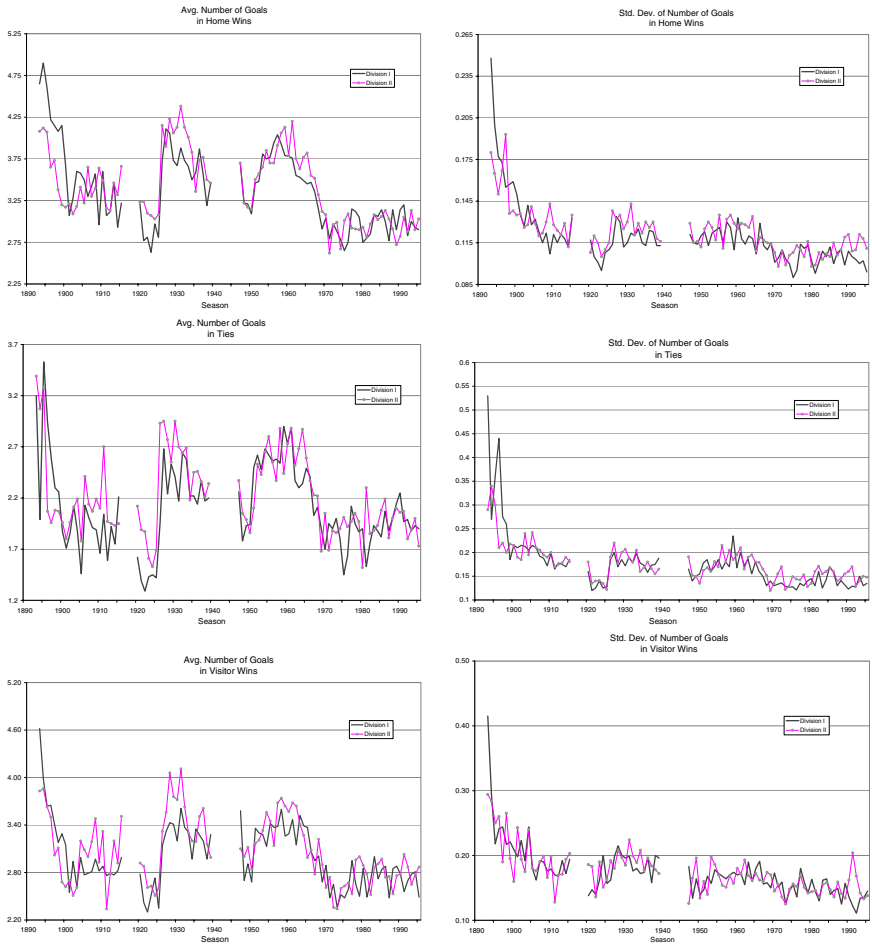 Avg. Number of Goals
in Home Wins
5.25
4.75
4.25
3.75
3.25
2.75
2.25
Division I
Division II
1890 1900 1910 1920 1930 1940 1950 1960 1970 1980 1990
Season
Std. Dev. of Number of Goals
in Home Wins
0.265
0.235
0.205
0.175
0.145
0.115
0.085
Division I
Division II
1890 1900 1910 1920 1930 1940 1950 1960 1970 1980 1990
Season
Avg. Number of Goals
in Ties
3.7
3.2
2.7
2.2
1.7
1.2
Division I
Division II
1890 1900 1910 1920 1930 1940 1950 1960 1970 1980 1990
Season
Std. Dev. of Number of Goals
in Ties
0.6
0.5
0.45
0.4
0.35
0.3
0.25
0.2
0.15
0.1
Division I
Division II
1890 1900 1910 1920 1930 1940 1950 1960 1970 1980 1990
Season
Avg. Number of Goals
in Visitor Wins
5.20
4.60
4.00
3.40
2.80
2.20
Division I
Division II
1890 1900 1910 1920 1930 1940 1950 1960 1970 1980 1990
Season
Std. Dev. of Number of Goals
in Visitor Wins
0.50
0.40
0.30
0.20
0.10
Division I
Division II
1890 1900 1910 1920 1930 1940 1950 1960 1970 1980 1990
Season